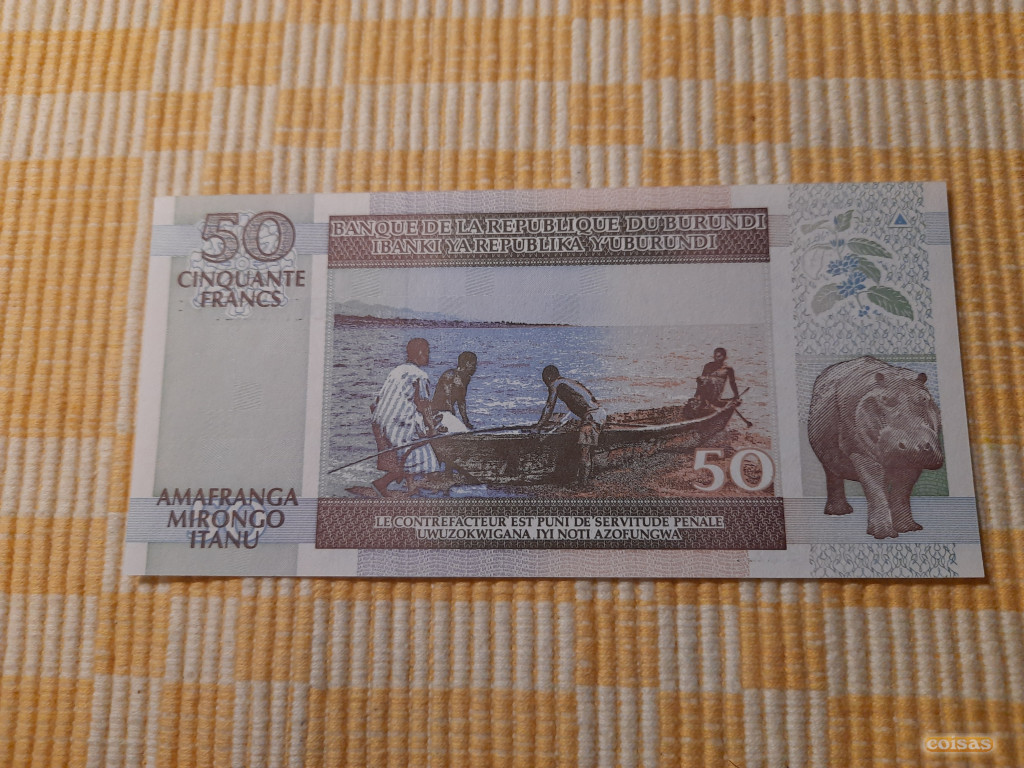 50
CINQUANTE
FRANCS
BANQUE DE LA REPUBLIQUE DU BURUNDI
IBANKI YA REPUBLIKA Y'UBURUNDI
50
AMAFRANGA
MIRONGO
ITANU
LE CONTREFACTEUR EST PUNI DE SERVITUDE PENALE
UWUZOKWIGANA IYI NOTI AZOFUNGWA
coisas